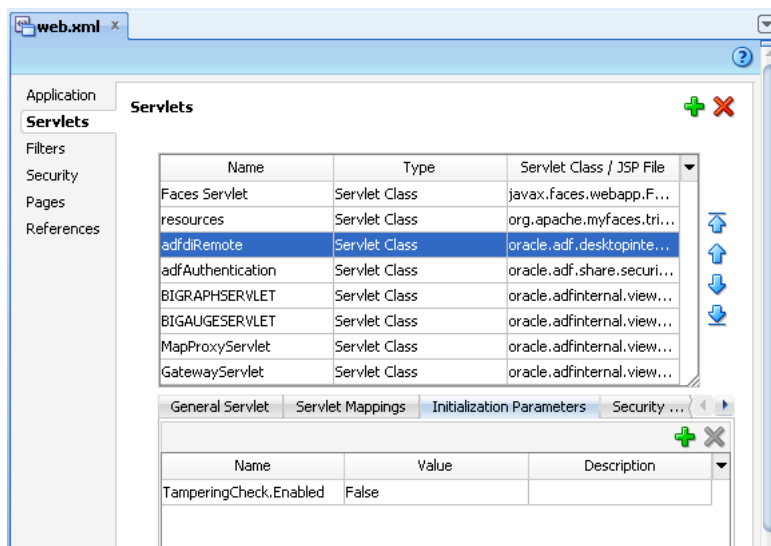 web.xml
Application
Servlets
Filters
Security
Pages
References
Servlets
Name Type Servlet Class / JSP File
Faces Servlet Servlet Class javax.faces.webapp.F...
resources Servlet Class org.apache.myfaces.tri...
adfdiRemote Servlet Class oracle.adf.desktopinte...
adfAuthentication Servlet Class oracle.adf.share.securi...
BIGRAPHSERVLET Servlet Class oracle.adfinternal.view...
BIGAUGESERVLET Servlet Class oracle.adfinternal.view...
MapProxyServlet Servlet Class oracle.adfinternal.view...
GatewayServlet Servlet Class oracle.adfinternal.view...
General Servlet Servlet Mappings Initialization Parameters Security ...
Name Value Description
TamperingCheck.Enabled False